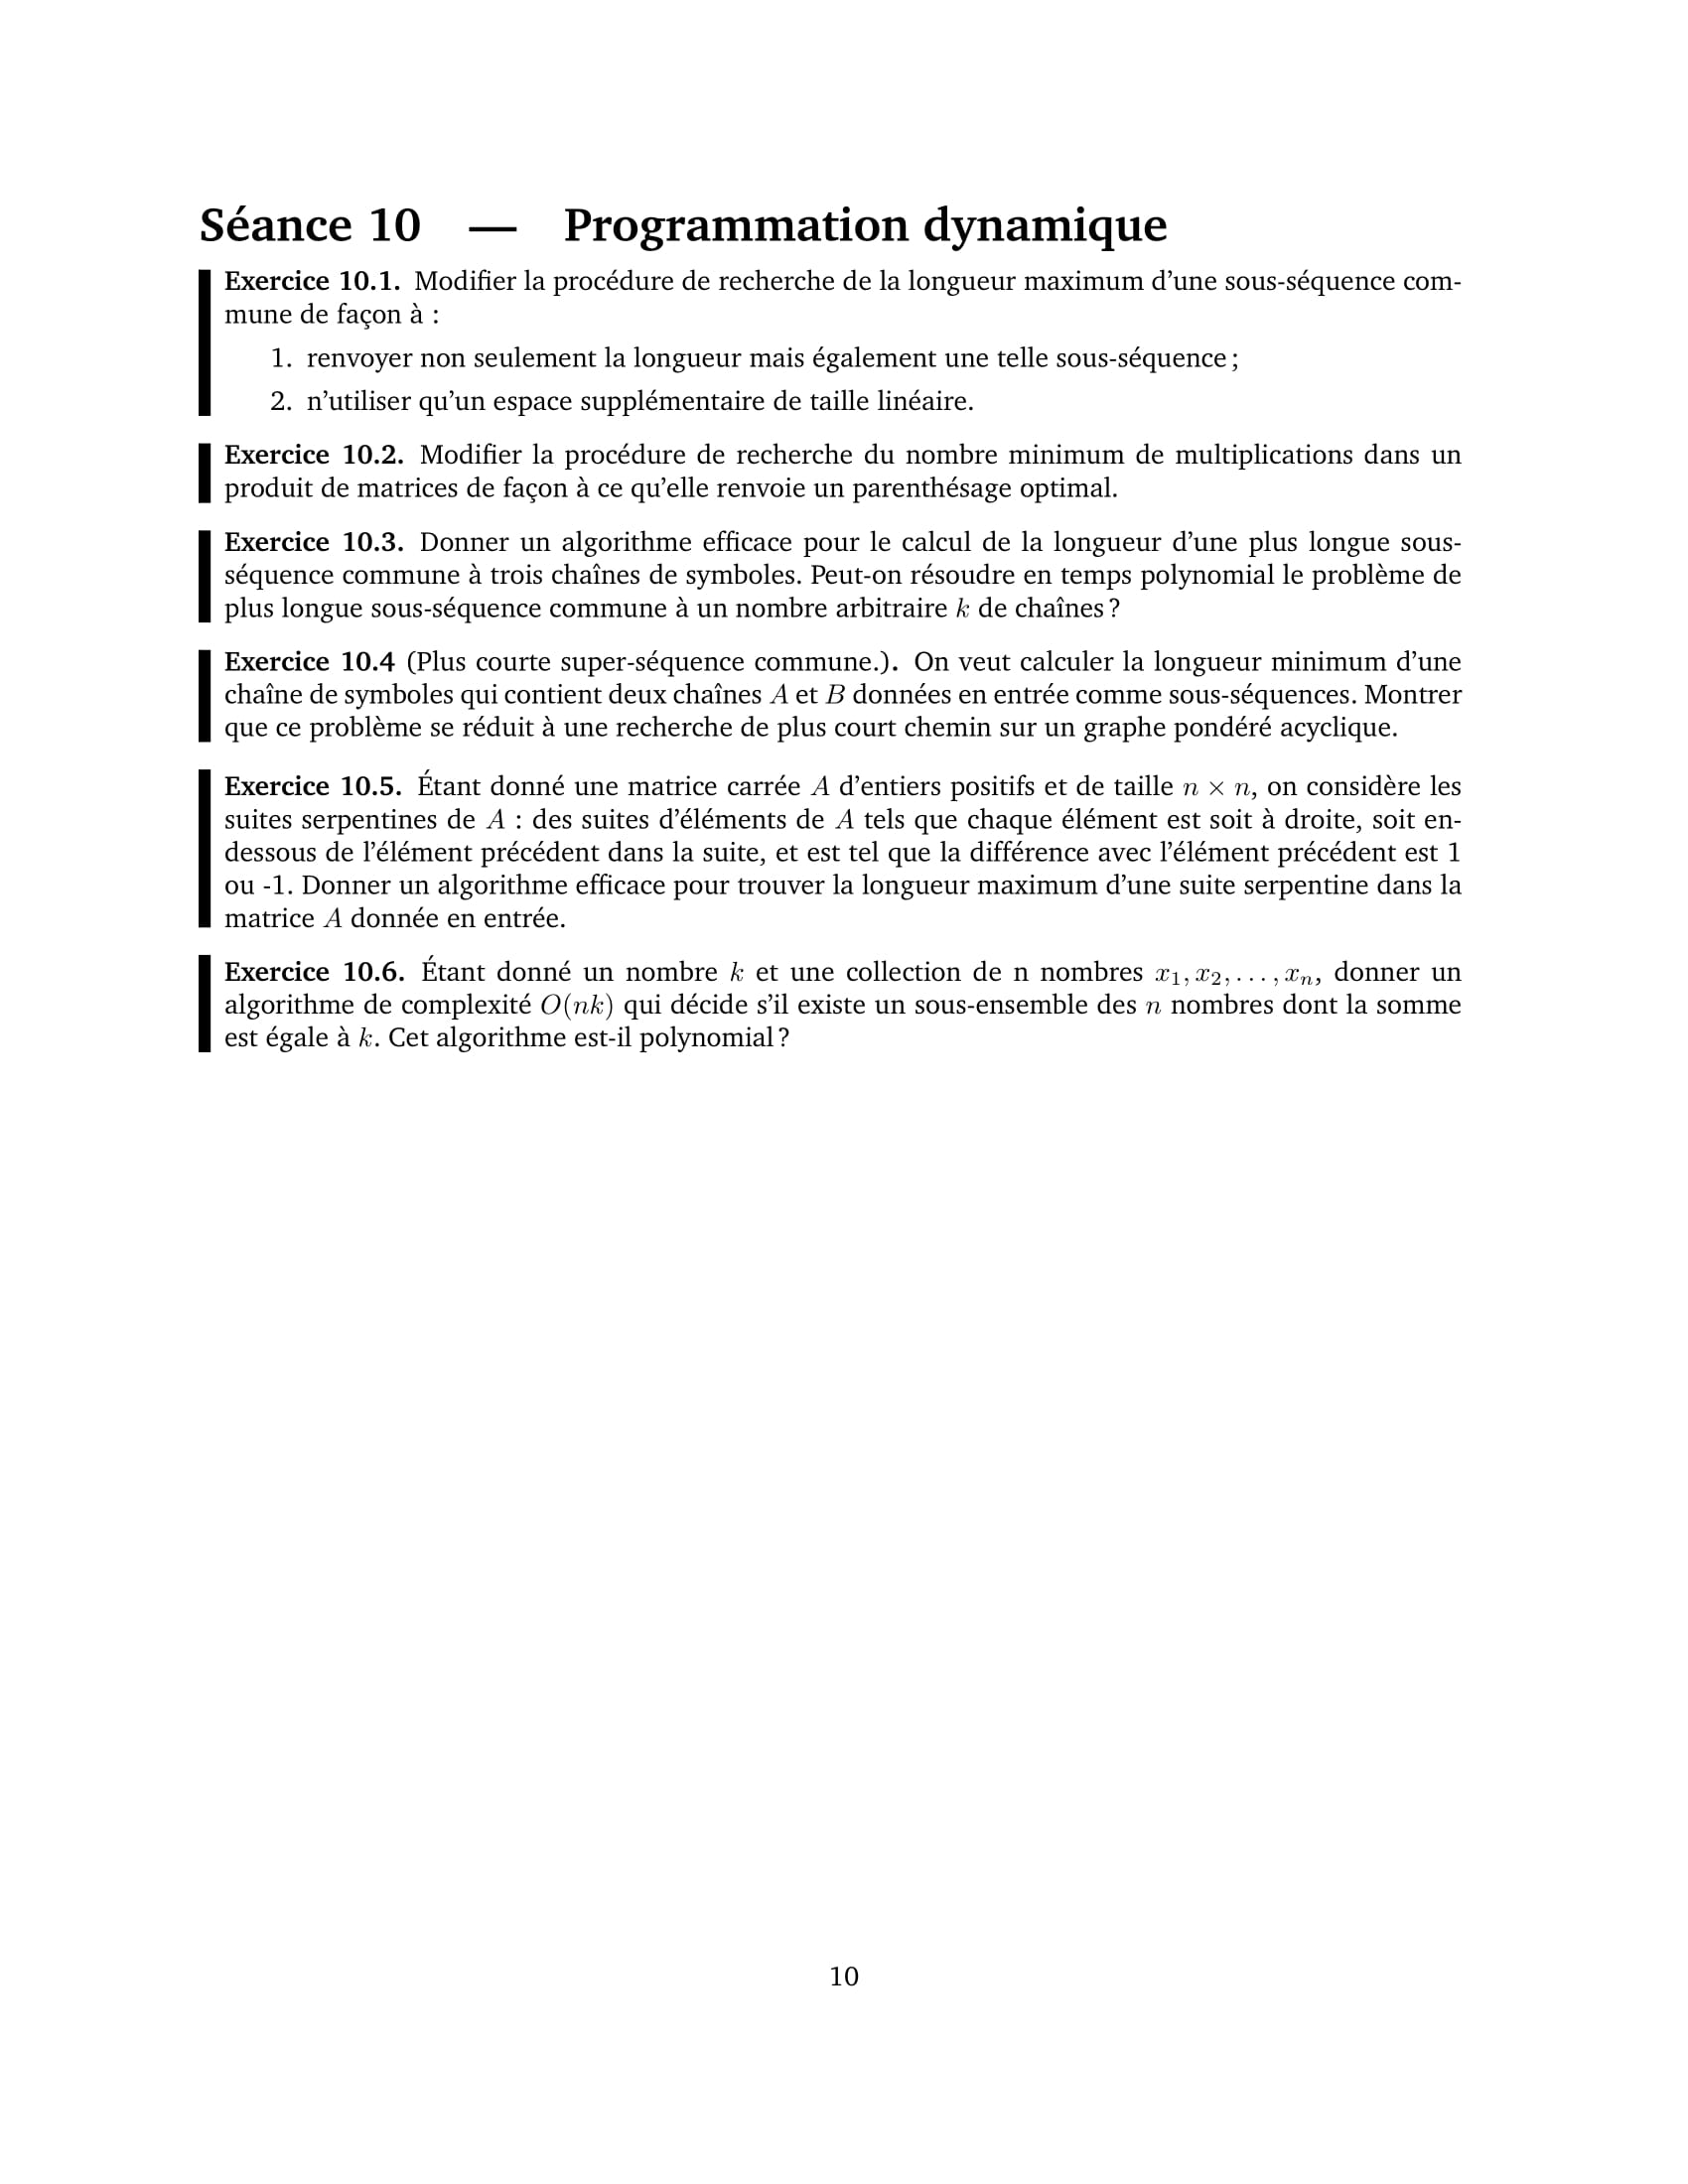 Séance 10 — Programmation dynamique
Exercice 10.1. Modifier la procédure de recherche de la longueur maximum d'une sous-séquence com-
mune de façon à :
1. renvoyer non seulement la longueur mais également une telle sous-séquence ;
2. n'utiliser qu'un espace supplémentaire de taille linéaire.
Exercice 10.2. Modifier la procédure de recherche du nombre minimum de multiplications dans un
produit de matrices de façon à ce qu'elle renvoie un parenthésage optimal.
Exercice 10.3. Donner un algorithme efficace pour le calcul de la longueur d'une plus longue sous-
séquence commune à trois chaînes de symboles. Peut-on résoudre en temps polynomial le problème de
plus longue sous-séquence commune à un nombre arbitraire k de chaînes ?
Exercice 10.4 (Plus courte super-séquence commune.). On veut calculer la longueur minimum d'une
chaîne de symboles qui contient deux chaînes A et B données en entrée comme sous-séquences. Montrer
que ce problème se réduit à une recherche de plus court chemin sur un graphe pondéré acyclique.
Exercice 10.5. Étant donné une matrice carrée A d'entiers positifs et de taille n × n, on considère les
suites serpentines de A : des suites d'éléments de A tels que chaque élément est soit à droite, soit en-
dessous de l'élément précédent dans la suite, et est tel que la différence avec l'élément précédent est 1
ou -1. Donner un algorithme efficace pour trouver la longueur maximum d'une suite serpentine dans la
matrice A donnée en entrée.
Exercice 10.6. Étant donné un nombre k et une collection de n nombres x₁, x₂, . . . , xₙ, donner un
algorithme de complexité O(nk) qui décide s'il existe un sous-ensemble des n nombres dont la somme
est égale à k. Cet algorithme est-il polynomial ?
10